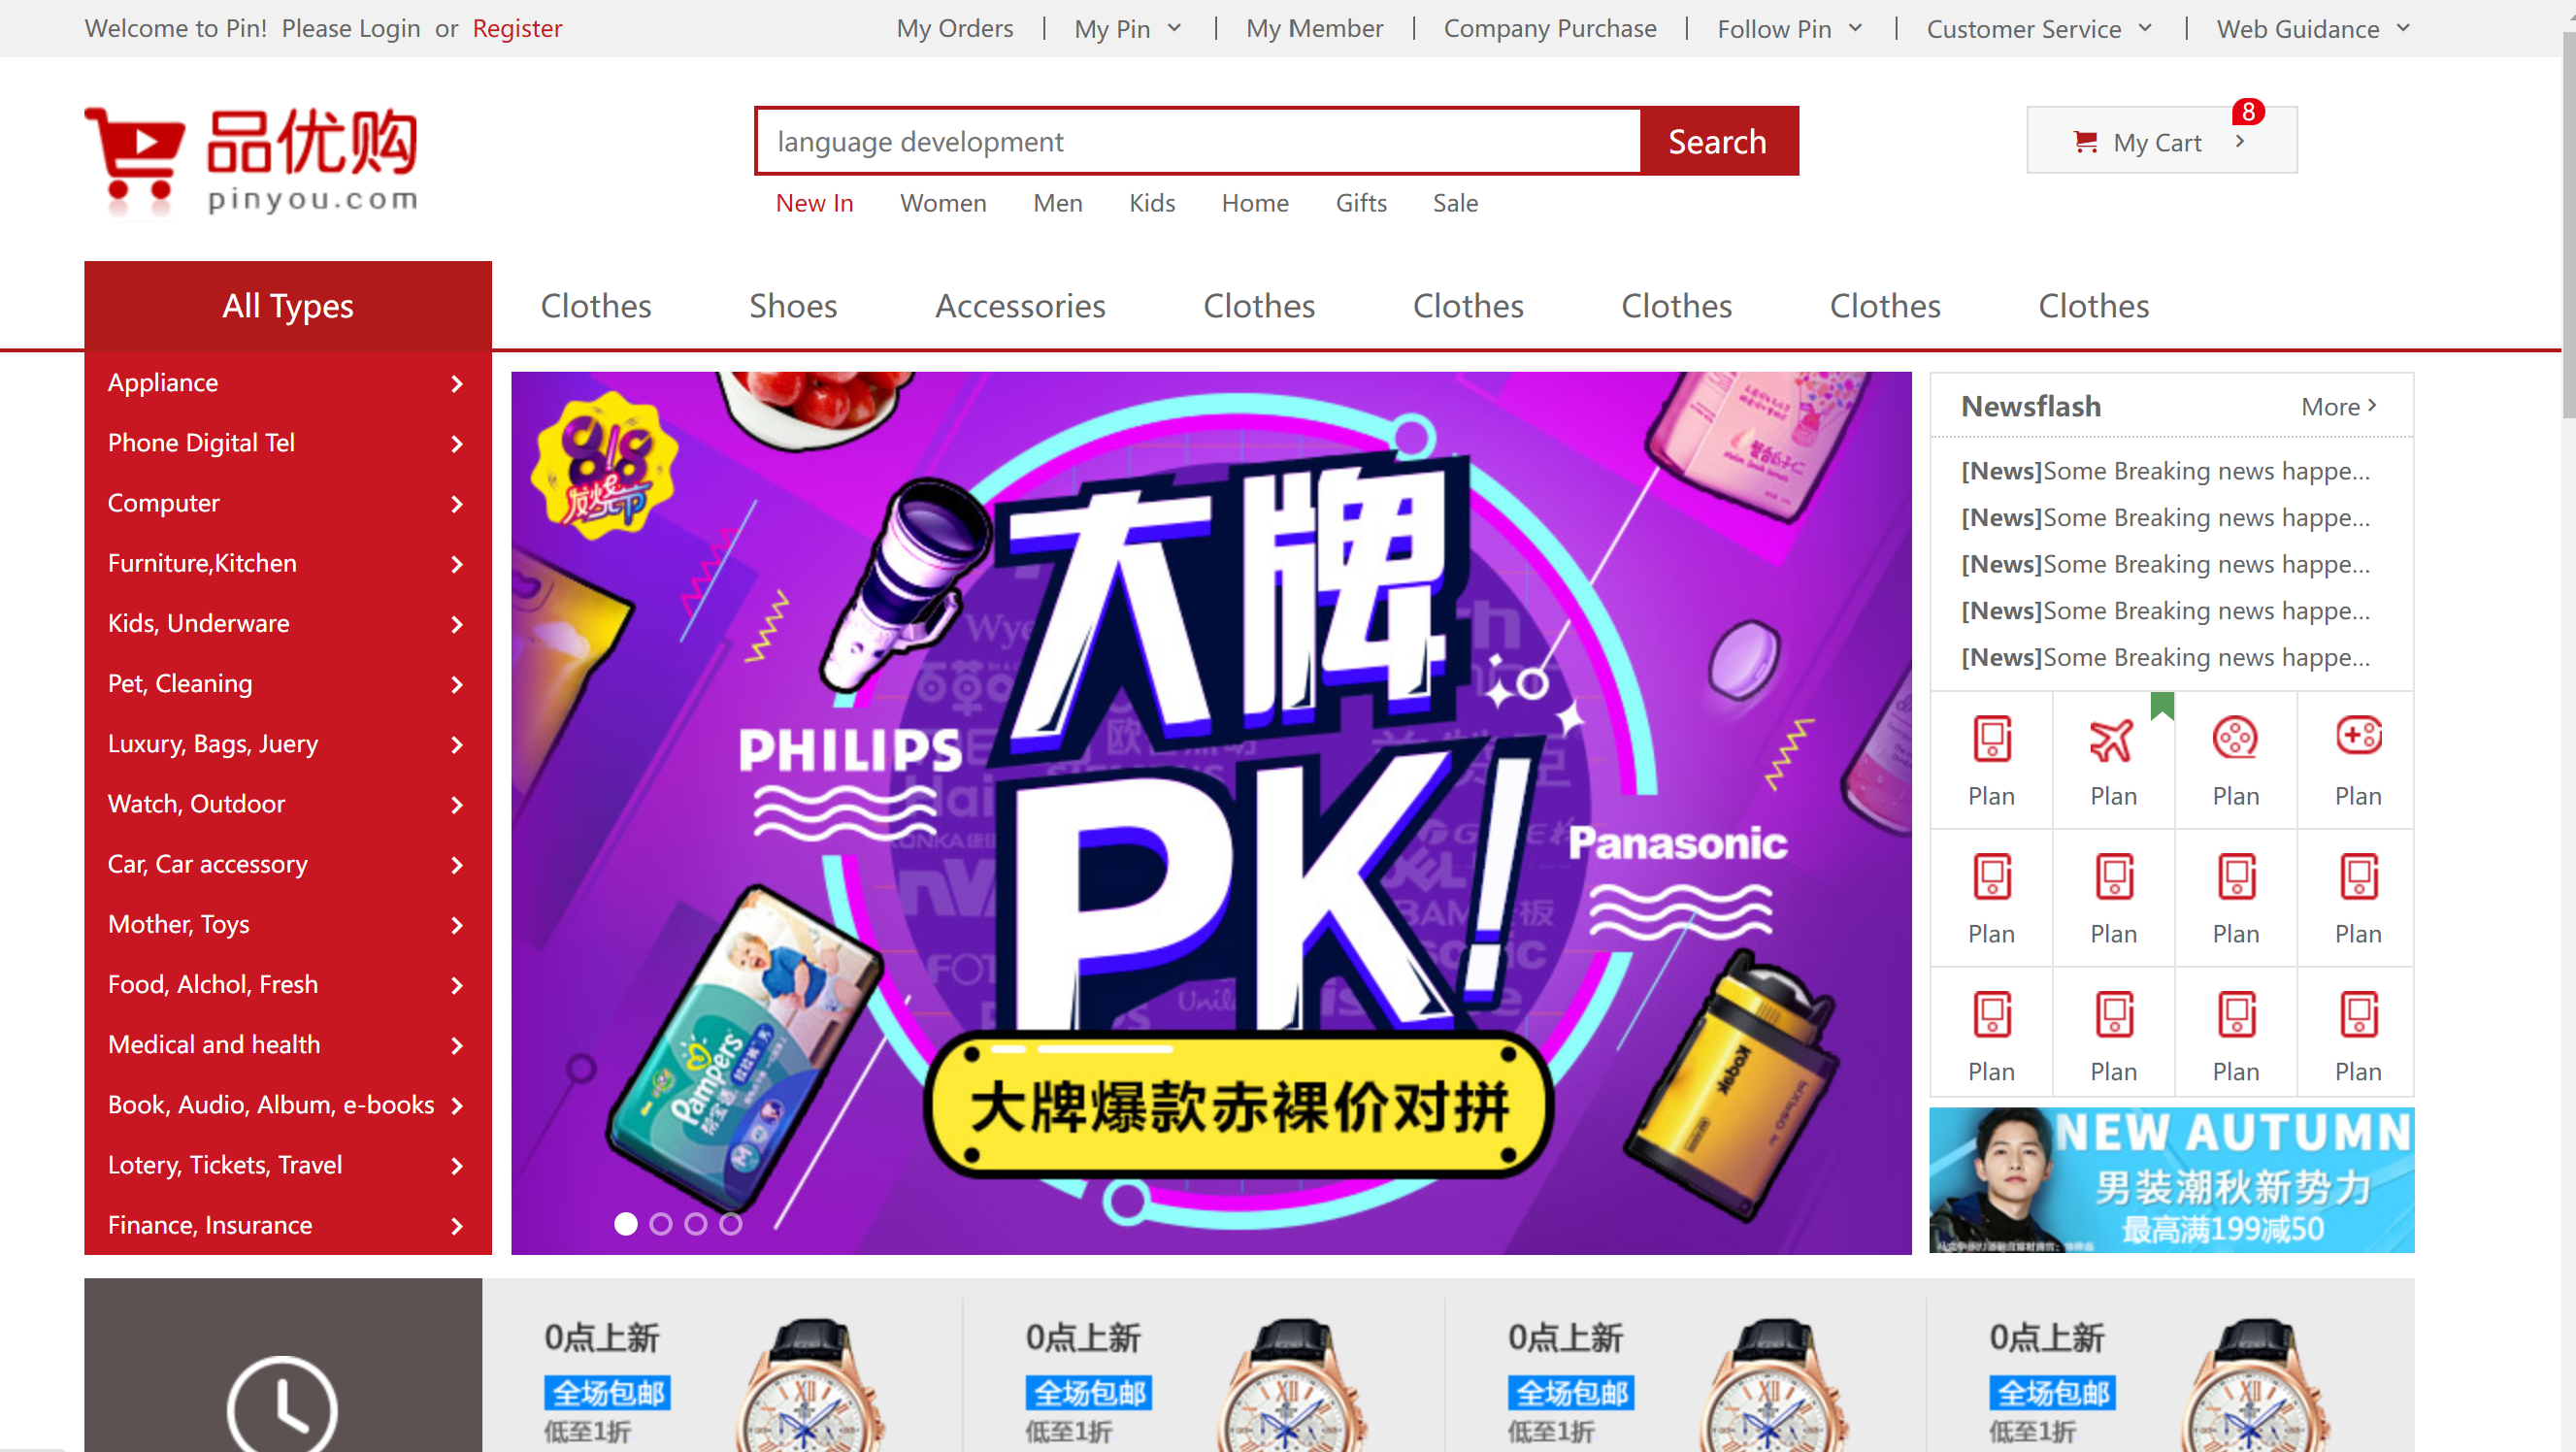 Welcome to Pin! Please Login or Register
My Orders
My Pin
My Member
Company Purchase
Follow Pin
Customer Service
Web Guidance
品优购
pinyou.com
language development
Search
8
My Cart
New In
Women
Men
Kids
Home
Gifts
Sale
All Types
Clothes
Shoes
Accessories
Clothes
Clothes
Clothes
Clothes
Clothes
Appliance
Phone Digital Tel
Computer
Furniture,Kitchen
Kids, Underware
Pet, Cleaning
Luxury, Bags, Juery
Watch, Outdoor
Car, Car accessory
Mother, Toys
Food, Alchol, Fresh
Medical and health
Book, Audio, Album, e-books
Lotery, Tickets, Travel
Finance, Insurance
818
发烧节
大牌
PK!
PHILIPS
Panasonic
Pampers
帮宝适
Kodak
大牌爆款赤裸价对拼
Newsflash
More
[News]Some Breaking news happe...
[News]Some Breaking news happe...
[News]Some Breaking news happe...
[News]Some Breaking news happe...
[News]Some Breaking news happe...
Plan
Plan
Plan
Plan
Plan
Plan
Plan
Plan
Plan
Plan
Plan
Plan
NEW AUTUMN
男装潮秋新势力
最高满199减50
0点上新
全场包邮
低至1折
0点上新
全场包邮
低至1折
0点上新
全场包邮
低至1折
0点上新
全场包邮
低至1折